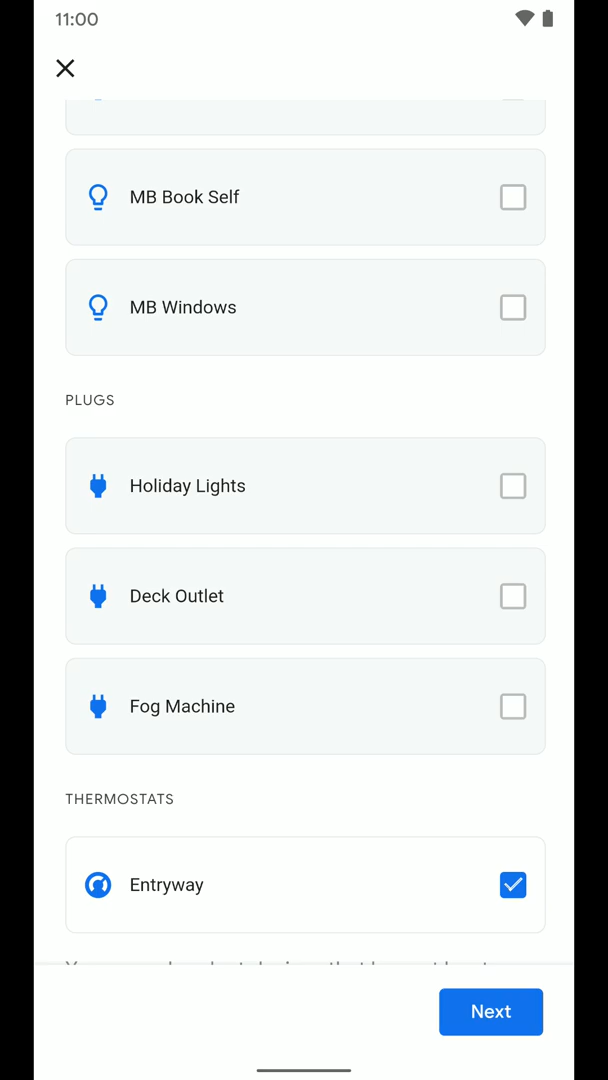 11:00
MB Book Self
MB Windows
PLUGS
Holiday Lights
Deck Outlet
Fog Machine
THERMOSTATS
Entryway
Next